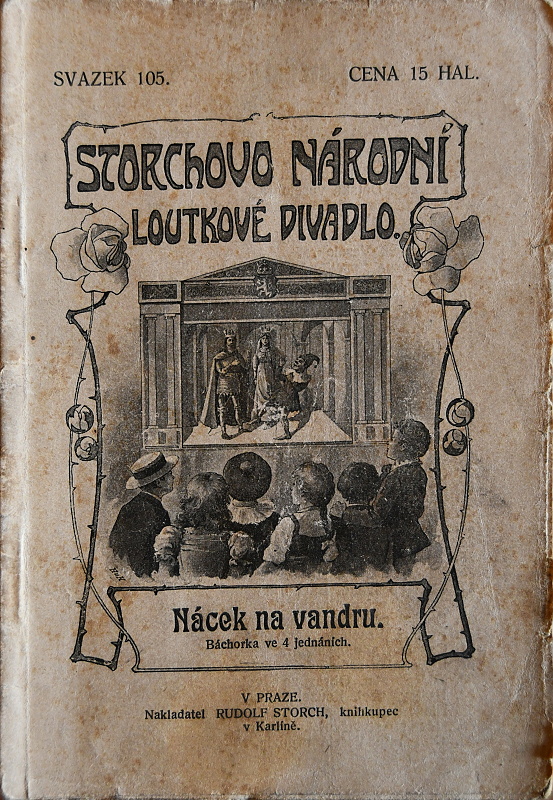 SVAZEK 105.
CENA 15 HAL.
STORCHOVO NÁRODNÍ
LOUTKOVÉ DIVADLO.
Nácek na vandru.
Báchorka ve 4 jednáních.
V PRAZE.
Nakladatel RUDOLF STORCH, knihkupec
v Karlíně.